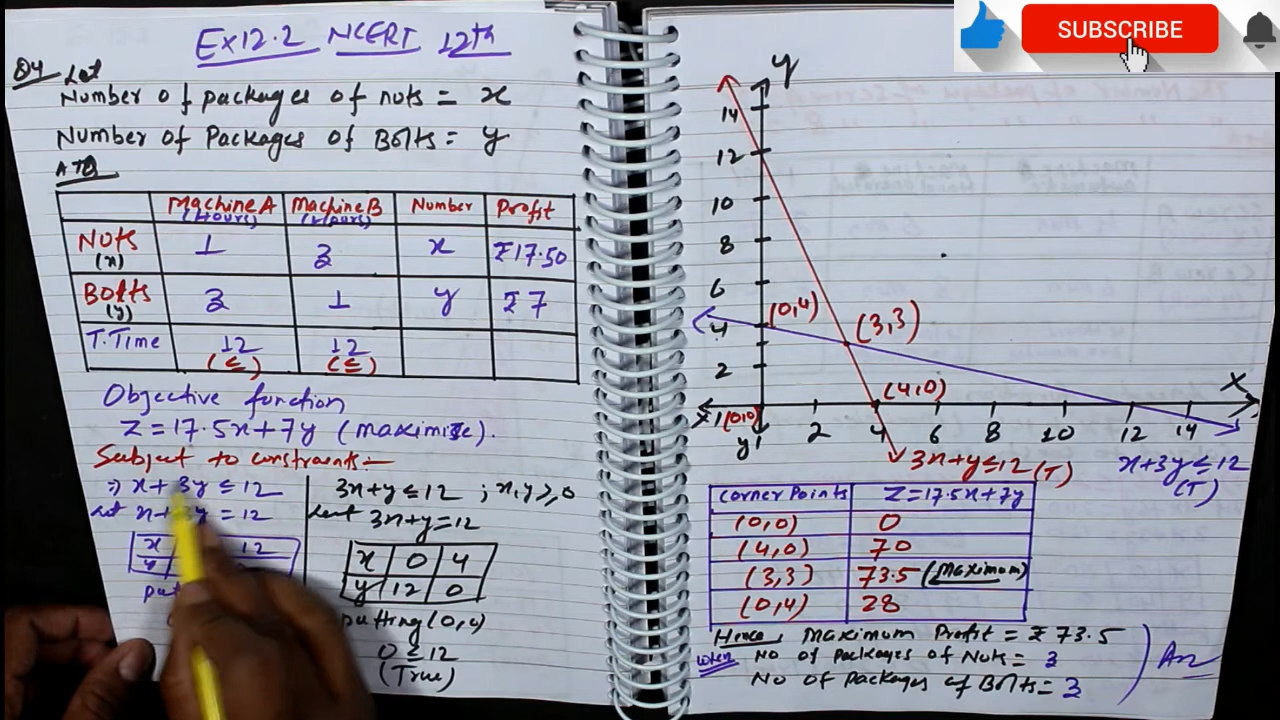 SUBSCRIBE
Ex 12.2 NCERT 12th
Q4 Let
Number of packages of nuts = x
Number of Packages of Bolts = y
ATQ
Machine A (Hours) Machine B (Hours) Number Profit
Nuts (x) 1 3 x ₹17.50
Bolts (y) 3 1 y ₹7
T.Time 12 (≤) 12 (≤)
Objective function
Z = 17.5x + 7y (maximize).
Subject to constraints:-
⇒ x + 3y ≤ 12
let x + 3y = 12
x 12
y
put
3x + y ≤ 12 ; x, y ≥ 0
let 3x + y = 12
x 0 4
y 12 0
putting (0,0)
0 ≤ 12
(True)
y
14
12
10
8
6
4
2
(0,4)
(3,3)
(4,0)
X
X' (0,0) 2 4 6 8 10 12 14
y'
3x+y≤12 (T)
x+3y≤12
(T)
Corner Points Z = 17.5x + 7y
(0,0) 0
(4,0) 70
(3,3) 73.5 (Maximum)
(0,4) 28
Hence, Maximum Profit = ₹73.5
when No of packages of Nuts = 3
No of packages of Bolts = 3
Ans